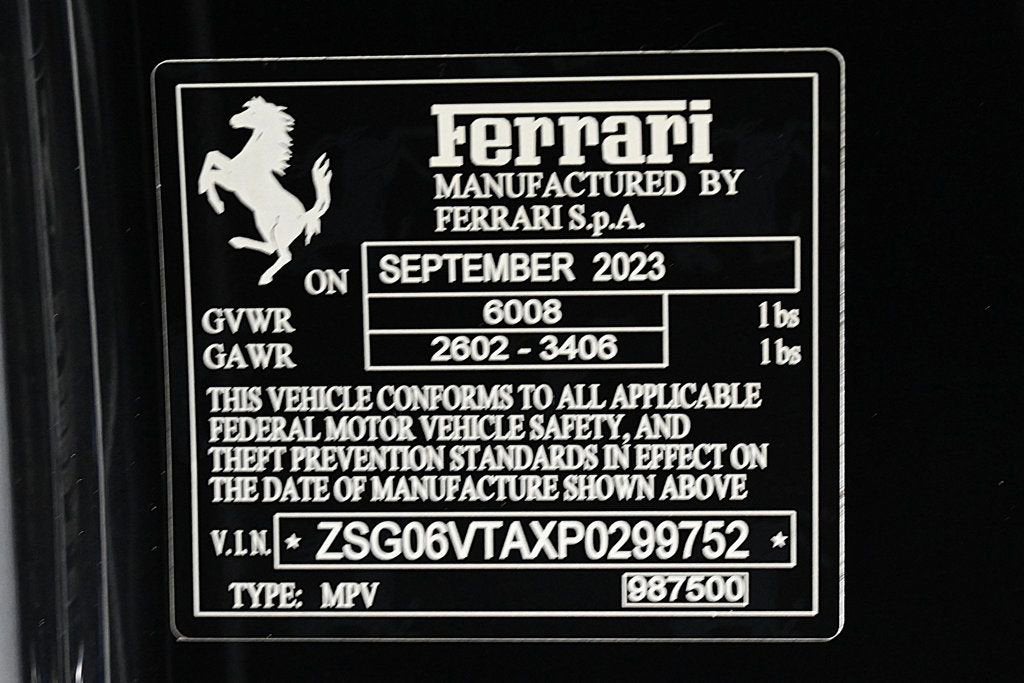 Ferrari
MANUFACTURED BY
FERRARI S.p.A.
ON SEPTEMBER 2023
GVWR 6008 lbs
GAWR 2602 - 3406 lbs
THIS VEHICLE CONFORMS TO ALL APPLICABLE
FEDERAL MOTOR VEHICLE SAFETY, AND
THEFT PREVENTION STANDARDS IN EFFECT ON
THE DATE OF MANUFACTURE SHOWN ABOVE
V.I.N. * ZSG06VTAXP0299752 *
TYPE: MPV 987500